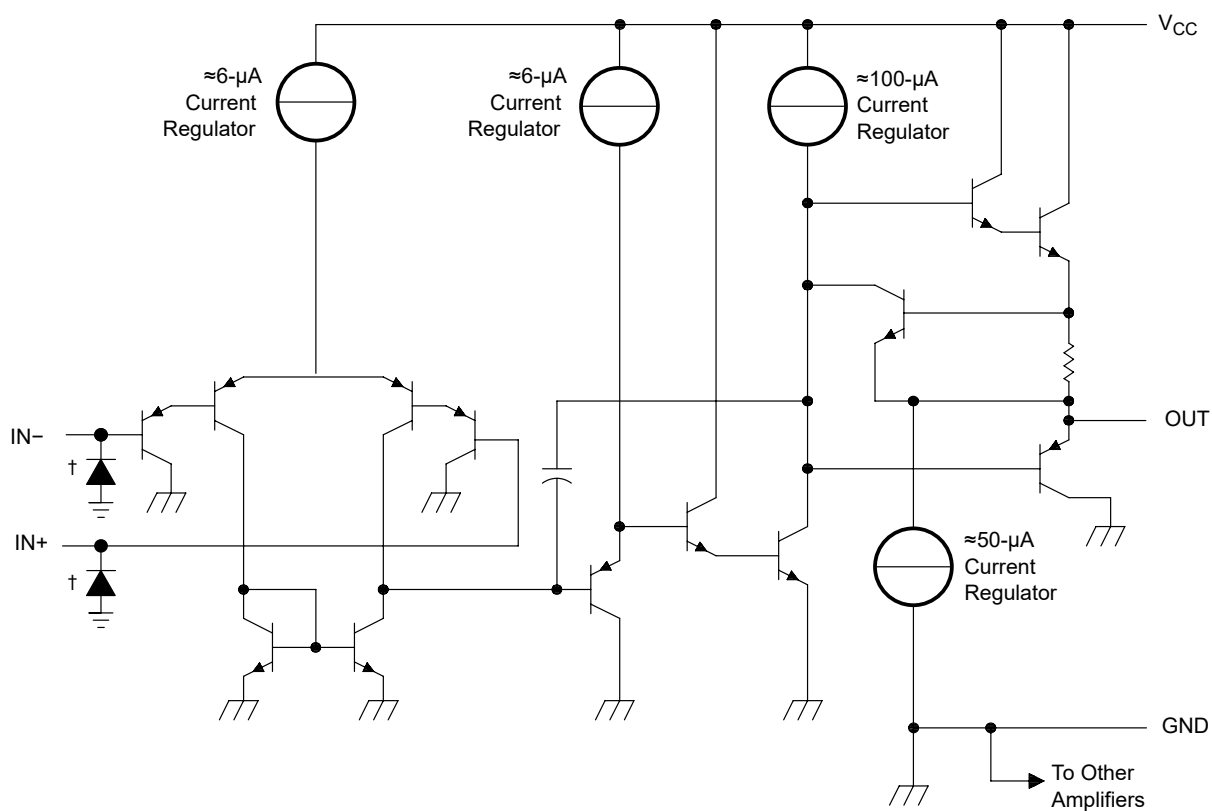 V_CC
≈6-µA
Current
Regulator
≈6-µA
Current
Regulator
≈100-µA
Current
Regulator
IN−
†
OUT
IN+
†
≈50-µA
Current
Regulator
GND
To Other
Amplifiers